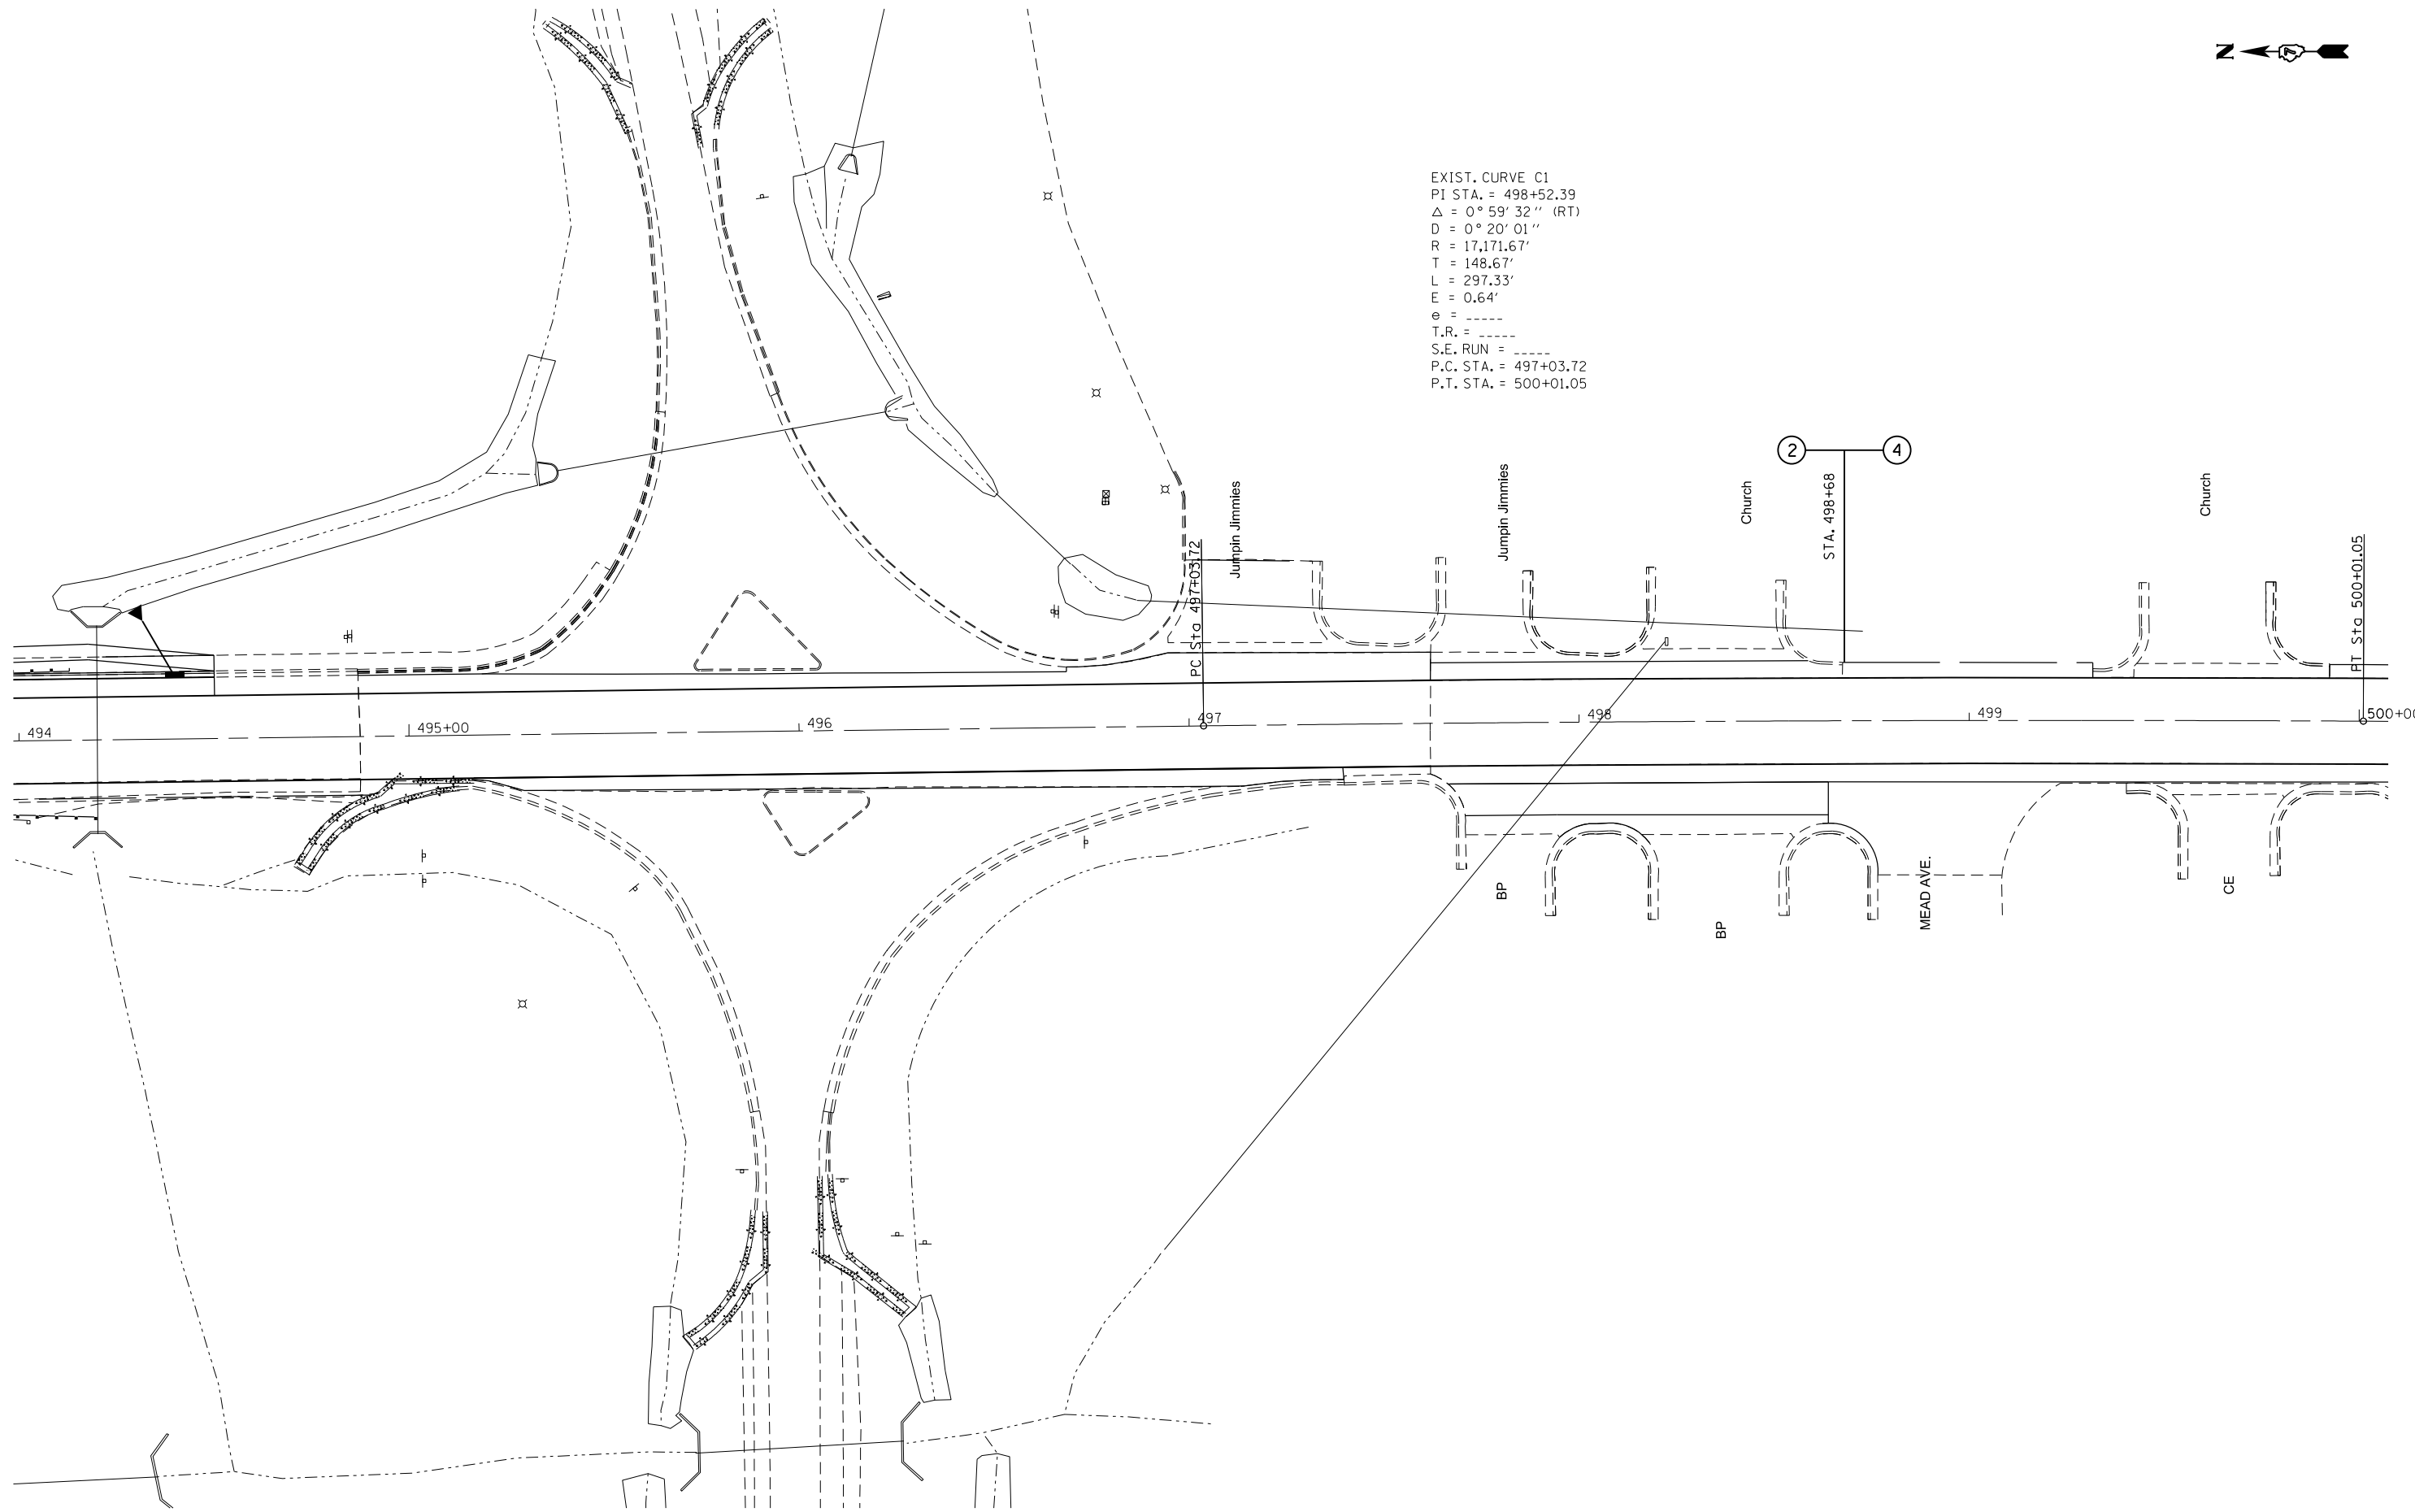 N
EXIST. CURVE C1
PI STA. = 498+52.39
△ = 0° 59' 32" (RT)
D = 0° 20' 01"
R = 17,171.67'
T = 148.67'
L = 297.33'
E = 0.64'
e = _____
T.R. = _____
S.E. RUN = _____
P.C. STA. = 497+03.72
P.T. STA. = 500+01.05
2
4
STA. 498+68
Jumpin Jimmies
Jumpin Jimmies
Church
Church
PC Sta 497+03.72
PT Sta 500+01.05
494
495+00
496
497
498
499
500+00
BP
BP
MEAD AVE.
CE